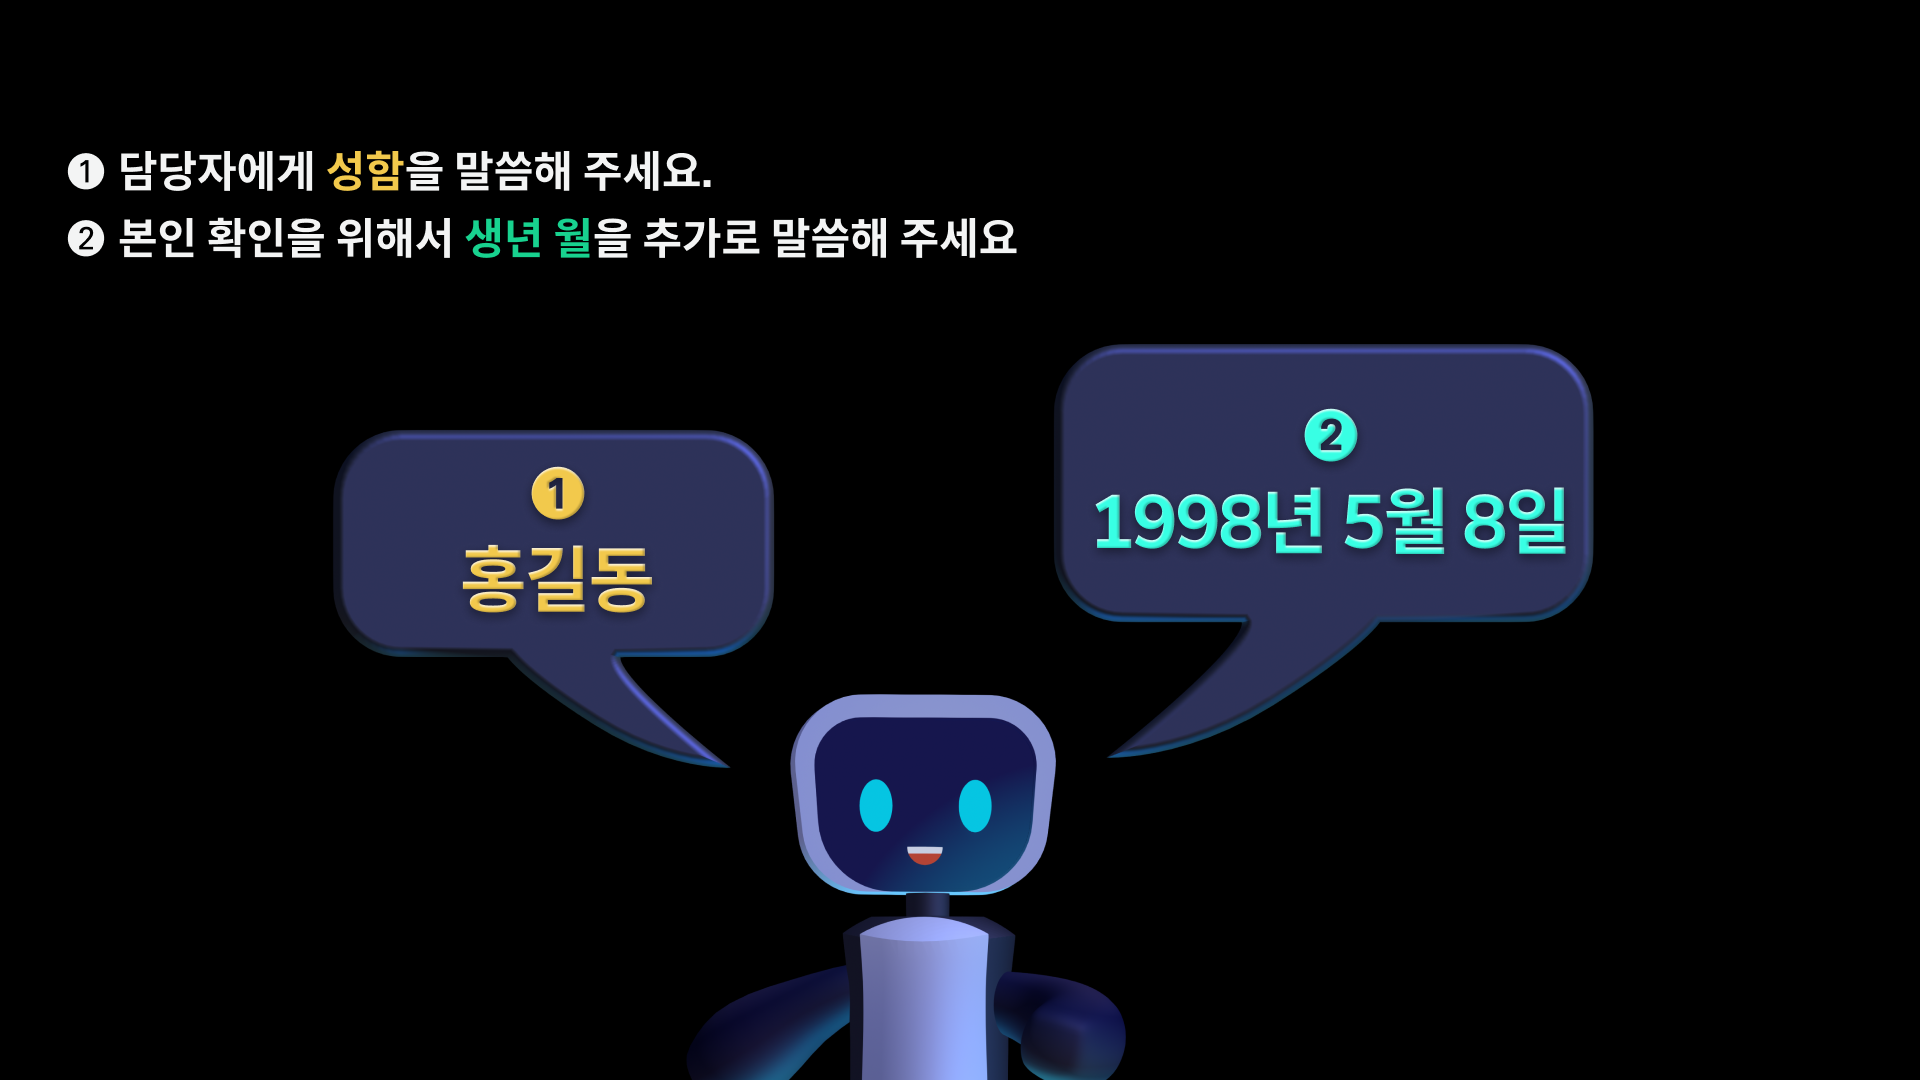 ❶ 담당자에게 성함을 말씀해 주세요.
❷ 본인 확인을 위해서 생년 월을 추가로 말씀해 주세요
❶
홍길동
❷
1998년 5월 8일